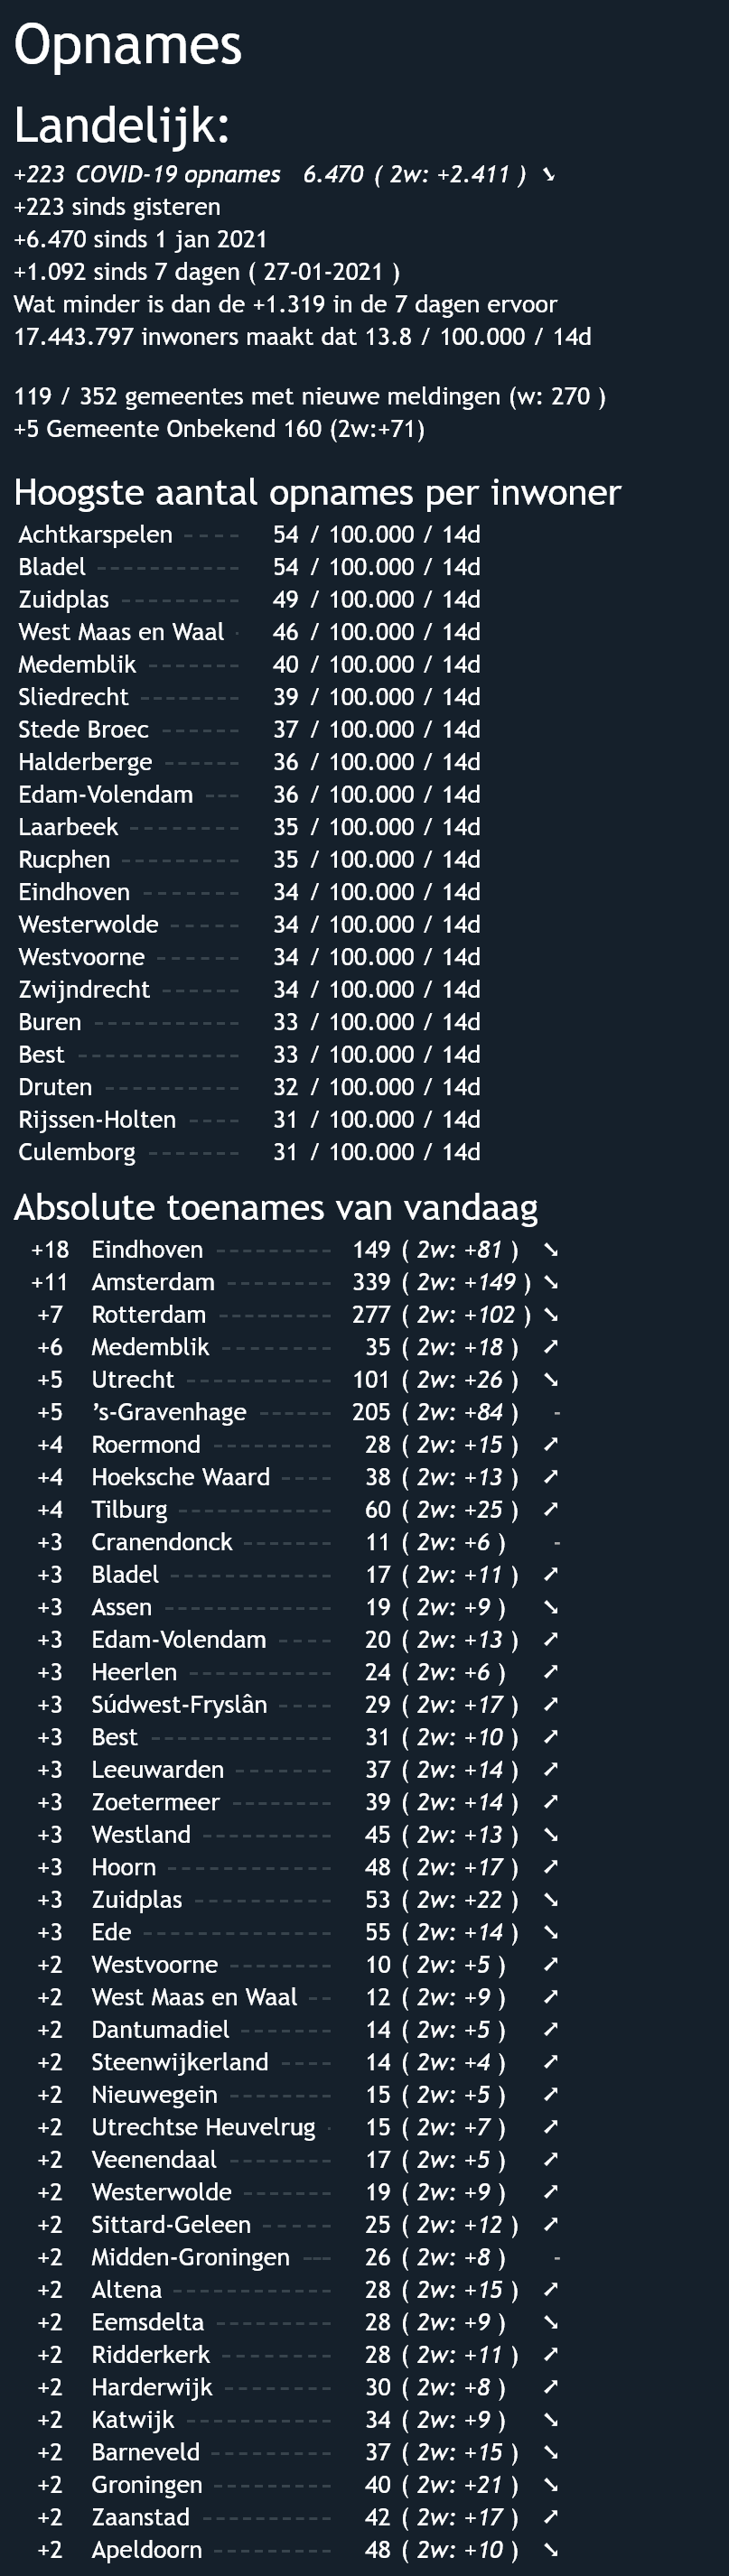 Opnames
Landelijk:
+223 COVID-19 opnames 6.470 ( 2w: +2.411 ) ➘
+223 sinds gisteren
+6.470 sinds 1 jan 2021
+1.092 sinds 7 dagen ( 27-01-2021 )
Wat minder is dan de +1.319 in de 7 dagen ervoor
17.443.797 inwoners maakt dat 13.8 / 100.000 / 14d
119 / 352 gemeentes met nieuwe meldingen (w: 270 )
+5 Gemeente Onbekend 160 (2w:+71)
Hoogste aantal opnames per inwoner
Achtkarspelen ---- 54 / 100.000 / 14d
Bladel ----------- 54 / 100.000 / 14d
Zuidplas --------- 49 / 100.000 / 14d
West Maas en Waal - 46 / 100.000 / 14d
Medemblik ------- 40 / 100.000 / 14d
Sliedrecht -------- 39 / 100.000 / 14d
Stede Broec ------ 37 / 100.000 / 14d
Halderberge ------ 36 / 100.000 / 14d
Edam-Volendam --- 36 / 100.000 / 14d
Laarbeek -------- 35 / 100.000 / 14d
Rucphen --------- 35 / 100.000 / 14d
Eindhoven ------- 34 / 100.000 / 14d
Westerwolde ----- 34 / 100.000 / 14d
Westvoorne ------ 34 / 100.000 / 14d
Zwijndrecht ------ 34 / 100.000 / 14d
Buren ----------- 33 / 100.000 / 14d
Best ------------ 33 / 100.000 / 14d
Druten ---------- 32 / 100.000 / 14d
Rijssen-Holten ---- 31 / 100.000 / 14d
Culemborg ------- 31 / 100.000 / 14d
Absolute toenames van vandaag
+18 Eindhoven --------- 149 ( 2w: +81 ) ➘
+11 Amsterdam -------- 339 ( 2w: +149 ) ➘
+7 Rotterdam --------- 277 ( 2w: +102 ) ➘
+6 Medemblik -------- 35 ( 2w: +18 ) ➚
+5 Utrecht ----------- 101 ( 2w: +26 ) ➘
+5 ’s-Gravenhage ------ 205 ( 2w: +84 ) -
+4 Roermond --------- 28 ( 2w: +15 ) ➚
+4 Hoeksche Waard ---- 38 ( 2w: +13 ) ➚
+4 Tilburg ------------ 60 ( 2w: +25 ) ➚
+3 Cranendonck ------- 11 ( 2w: +6 ) -
+3 Bladel ------------ 17 ( 2w: +11 ) ➚
+3 Assen ------------- 19 ( 2w: +9 ) ➘
+3 Edam-Volendam ---- 20 ( 2w: +13 ) ➚
+3 Heerlen ----------- 24 ( 2w: +6 ) ➚
+3 Súdwest-Fryslân ---- 29 ( 2w: +17 ) ➚
+3 Best -------------- 31 ( 2w: +10 ) ➚
+3 Leeuwarden ------- 37 ( 2w: +14 ) ➚
+3 Zoetermeer -------- 39 ( 2w: +14 ) ➚
+3 Westland ---------- 45 ( 2w: +13 ) ➘
+3 Hoorn ------------ 48 ( 2w: +17 ) ➚
+3 Zuidplas ---------- 53 ( 2w: +22 ) ➘
+3 Ede -------------- 55 ( 2w: +14 ) ➘
+2 Westvoorne -------- 10 ( 2w: +5 ) ➚
+2 West Maas en Waal -- 12 ( 2w: +9 ) ➚
+2 Dantumadiel ------- 14 ( 2w: +5 ) ➚
+2 Steenwijkerland ---- 14 ( 2w: +4 ) ➚
+2 Nieuwegein -------- 15 ( 2w: +5 ) ➚
+2 Utrechtse Heuvelrug - 15 ( 2w: +7 ) ➚
+2 Veenendaal -------- 17 ( 2w: +5 ) ➚
+2 Westerwolde ------- 19 ( 2w: +9 ) ➚
+2 Sittard-Geleen ----- 25 ( 2w: +12 ) ➚
+2 Midden-Groningen --- 26 ( 2w: +8 ) -
+2 Altena ------------ 28 ( 2w: +15 ) ➚
+2 Eemsdelta --------- 28 ( 2w: +9 ) ➘
+2 Ridderkerk -------- 28 ( 2w: +11 ) ➚
+2 Harderwijk -------- 30 ( 2w: +8 ) ➚
+2 Katwijk ----------- 34 ( 2w: +9 ) ➘
+2 Barneveld --------- 37 ( 2w: +15 ) ➘
+2 Groningen --------- 40 ( 2w: +21 ) ➘
+2 Zaanstad ---------- 42 ( 2w: +17 ) ➚
+2 Apeldoorn --------- 48 ( 2w: +10 ) ➘